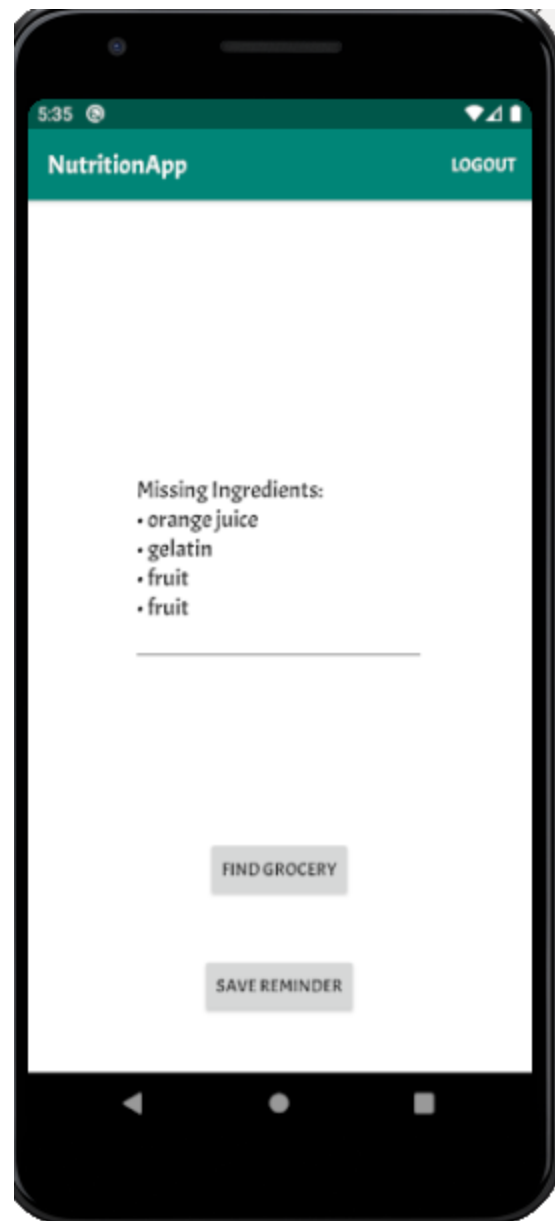 5:35
NutritionApp LOGOUT
Missing Ingredients:
• orange juice
• gelatin
• fruit
• fruit
FIND GROCERY
SAVE REMINDER